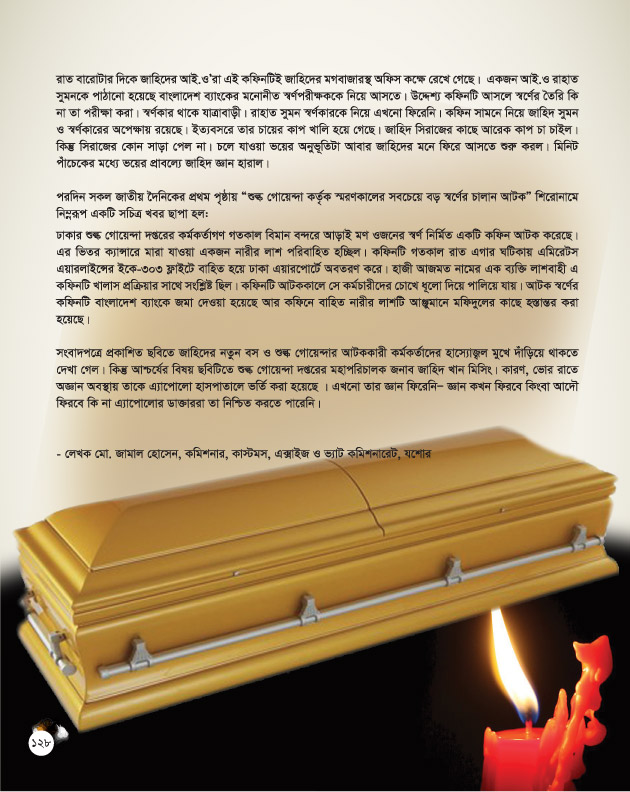 রাত বারোটার দিকে জাহিদের আই.ও'রা এই কফিনটিই জাহিদের মগবাজারস্থ অফিস কক্ষে রেখে গেছে। একজন আই.ও রাহাত
সুমনকে পাঠানো হয়েছে বাংলাদেশ ব্যাংকের মনোনীত স্বর্ণপরীক্ষককে নিয়ে আসতে। উদ্দেশ্য কফিনটি আসলে স্বর্ণের তৈরি কি
না তা পরীক্ষা করা। স্বর্ণকার থাকে যাত্রাবাড়ী। রাহাত সুমন স্বর্ণকারকে নিয়ে এখনো ফিরেনি। কফিন সামনে নিয়ে জাহিদ সুমন
ও স্বর্ণকারের অপেক্ষায় রয়েছে। ইত্যবসরে তার চায়ের কাপ খালি হয়ে গেছে। জাহিদ সিরাজের কাছে আরেক কাপ চা চাইল।
কিন্তু সিরাজের কোন সাড়া পেল না। চলে যাওয়া ভয়ের অনুভূতিটা আবার জাহিদের মনে ফিরে আসতে শুরু করল। মিনিট
পাঁচেকের মধ্যে ভয়ের প্রাবল্যে জাহিদ জ্ঞান হারাল।
পরদিন সকল জাতীয় দৈনিকের প্রথম পৃষ্ঠায় “শুল্ক গোয়েন্দা কর্তৃক স্মরণকালের সবচেয়ে বড় স্বর্ণের চালান আটক” শিরোনামে
নিম্নরূপ একটি সচিত্র খবর ছাপা হল:
ঢাকার শুল্ক গোয়েন্দা দপ্তরের কর্মকর্তাগণ গতকাল বিমান বন্দরে আড়াই মণ ওজনের স্বর্ণ নির্মিত একটি কফিন আটক করেছে।
এর ভিতর ক্যান্সারে মারা যাওয়া একজন নারীর লাশ পরিবাহিত হচ্ছিল। কফিনটি গতকাল রাত এগার ঘটিকায় এমিরেটস
এয়ারলাইন্সের ইকে-৩০৩ ফ্লাইটে বাহিত হয়ে ঢাকা এয়ারপোর্টে অবতরণ করে। হাজী আজমত নামের এক ব্যক্তি লাশবাহী এ
কফিনটি খালাস প্রক্রিয়ার সাথে সংশ্লিষ্ট ছিল। কফিনটি আটককালে সে কর্মচারীদের চোখে ধুলো দিয়ে পালিয়ে যায়। আটক স্বর্ণের
কফিনটি বাংলাদেশ ব্যাংকে জমা দেওয়া হয়েছে আর কফিনে বাহিত নারীর লাশটি আঞ্জুমানে মফিদুলের কাছে হস্তান্তর করা
হয়েছে।
সংবাদপত্রে প্রকাশিত ছবিতে জাহিদের নতুন বস ও শুল্ক গোয়েন্দার আটককারী কর্মকর্তাদের হাস্যোজ্বল মুখে দাঁড়িয়ে থাকতে
দেখা গেল। কিন্তু আশ্চর্যের বিষয় ছবিটিতে শুল্ক গোয়েন্দা দপ্তরের মহাপরিচালক জনাব জাহিদ খান মিসিং। কারণ, ভোর রাতে
অজ্ঞান অবস্থায় তাকে এ্যাপোলো হাসপাতালে ভর্তি করা হয়েছে । এখনো তার জ্ঞান ফিরেনি– জ্ঞান কখন ফিরবে কিংবা আদৌ
ফিরবে কি না এ্যাপোলোর ডাক্তাররা তা নিশ্চিত করতে পারেনি।
- লেখক মো. জামাল হোসেন, কমিশনার, কাস্টমস, এক্সাইজ ও ভ্যাট কমিশনারেট, যশোর
১২৮